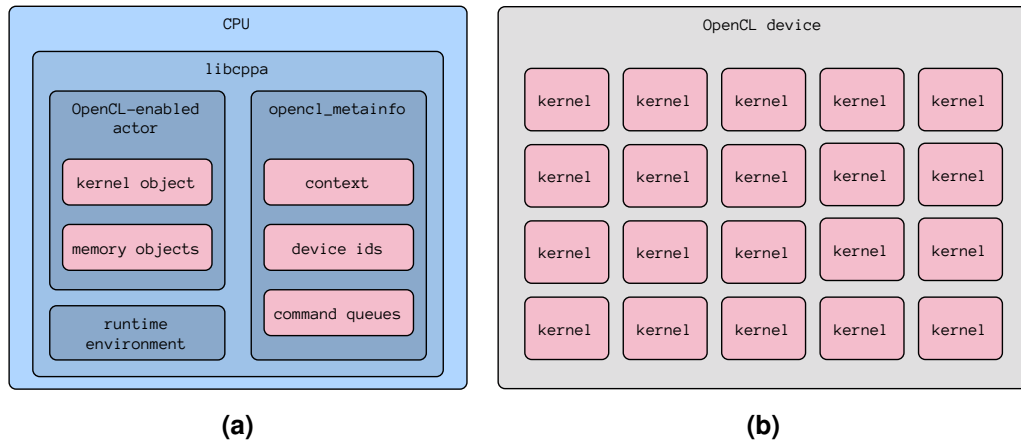 CPU
libcppa
OpenCL-enabled
actor
kernel object
memory objects
runtime
environment
opencl_metainfo
context
device ids
command queues
(a)
OpenCL device
kernel kernel kernel kernel kernel
kernel kernel kernel kernel kernel
kernel kernel kernel kernel kernel
kernel kernel kernel kernel kernel
(b)